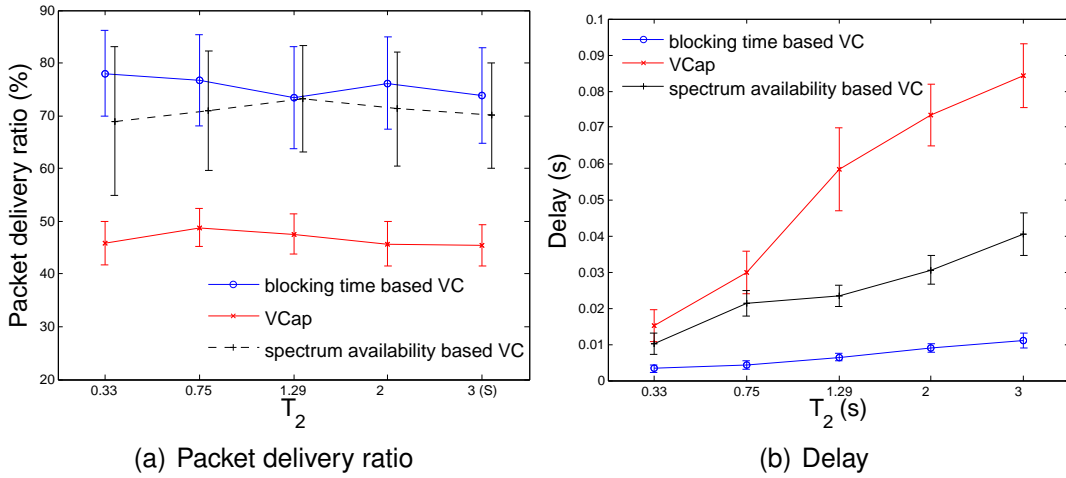 90
80
70
60
50
40
30
20
Packet delivery ratio (%)
blocking time based VC
VCap
spectrum availability based VC
0.33 0.75 1.29 2 3 (S)
T2
(a) Packet delivery ratio
0.1
0.09
0.08
0.07
0.06
0.05
0.04
0.03
0.02
0.01
0
Delay (s)
blocking time based VC
VCap
spectrum availability based VC
0.33 0.75 1.29 2 3
T2 (s)
(b) Delay